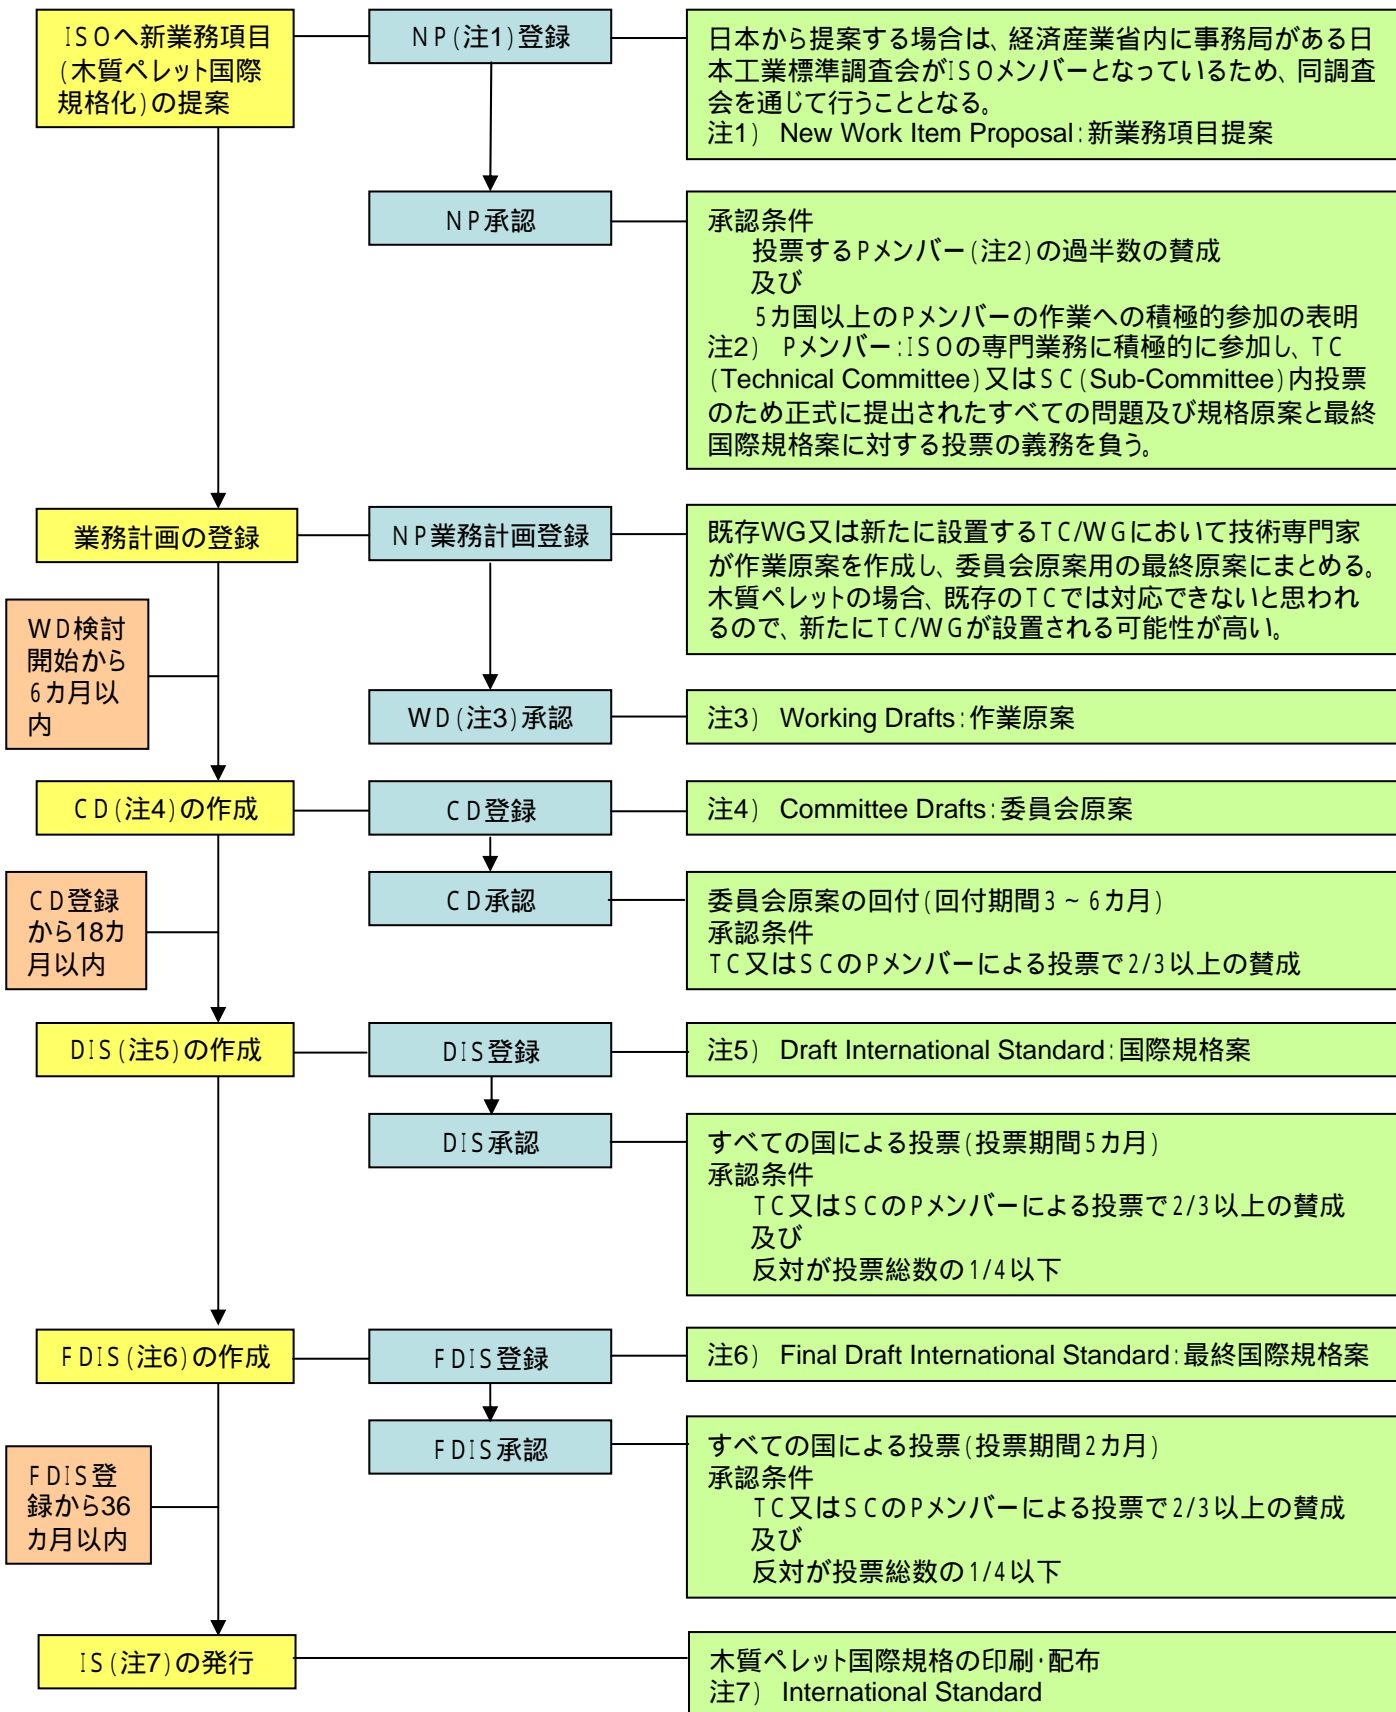 ISOへ新業務項目
(木質ペレット国際
規格化)の提案
NP(注1)登録
日本から提案する場合は、経済産業省内に事務局がある日
本工業標準調査会がISOメンバーとなっているため、同調査
会を通じて行うこととなる。
注1) New Work Item Proposal:新業務項目提案
NP承認
承認条件
投票するPメンバー(注2)の過半数の賛成
及び
5カ国以上のPメンバーの作業への積極的参加の表明
注2) Pメンバー:ISOの専門業務に積極的に参加し、TC
(Technical Committee)又はSC(Sub-Committee)内投票
のため正式に提出されたすべての問題及び規格原案と最終
国際規格案に対する投票の義務を負う。
業務計画の登録
NP業務計画登録
既存WG又は新たに設置するTC/WGにおいて技術専門家
が作業原案を作成し、委員会原案用の最終原案にまとめる。
木質ペレットの場合、既存のTCでは対応できないと思われ
るので、新たにTC/WGが設置される可能性が高い。
WD検討
開始から
6カ月以
内
WD(注3)承認
注3) Working Drafts:作業原案
CD(注4)の作成
CD登録
注4) Committee Drafts:委員会原案
CD登録
から18カ
月以内
CD承認
委員会原案の回付(回付期間3~6カ月)
承認条件
TC又はSCのPメンバーによる投票で2/3以上の賛成
DIS(注5)の作成
DIS登録
注5) Draft International Standard:国際規格案
DIS承認
すべての国による投票(投票期間5カ月)
承認条件
TC又はSCのPメンバーによる投票で2/3以上の賛成
及び
反対が投票総数の1/4以下
FDIS(注6)の作成
FDIS登録
注6) Final Draft International Standard:最終国際規格案
FDIS登
録から36
カ月以内
FDIS承認
すべての国による投票(投票期間2カ月)
承認条件
TC又はSCのPメンバーによる投票で2/3以上の賛成
及び
反対が投票総数の1/4以下
IS(注7)の発行
木質ペレット国際規格の印刷・配布
注7) International Standard